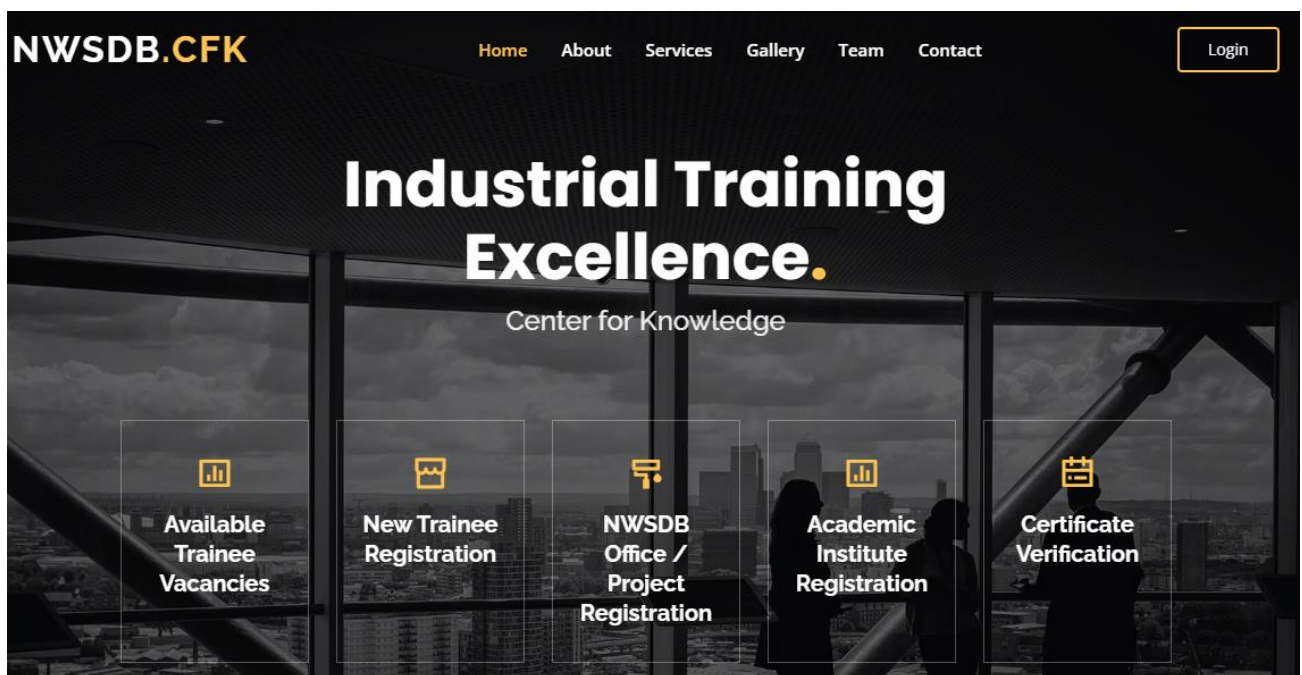 NWSDB.CFK
Home About Services Gallery Team Contact
Login
Industrial Training
Excellence.
Center for Knowledge
Available
Trainee
Vacancies
New Trainee
Registration
NWSDB
Office /
Project
Registration
Academic
Institute
Registration
Certificate
Verification